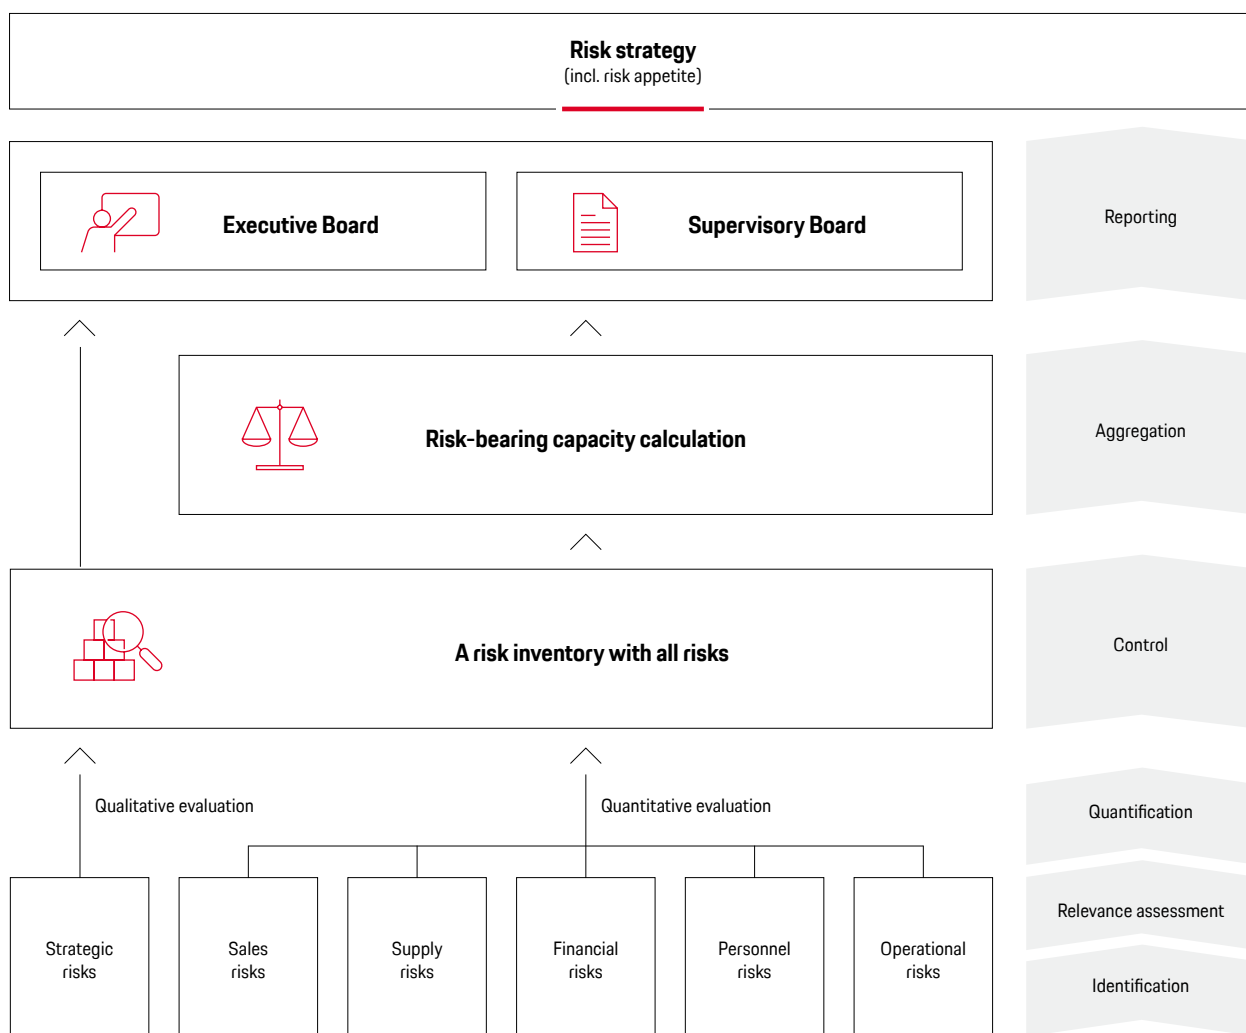 Risk strategy
(incl. risk appetite)
Executive Board
Supervisory Board
Reporting
Risk-bearing capacity calculation
Aggregation
A risk inventory with all risks
Control
Qualitative evaluation
Quantitative evaluation
Quantification
Relevance assessment
Strategic
risks
Sales
risks
Supply
risks
Financial
risks
Personnel
risks
Operational
risks
Identification